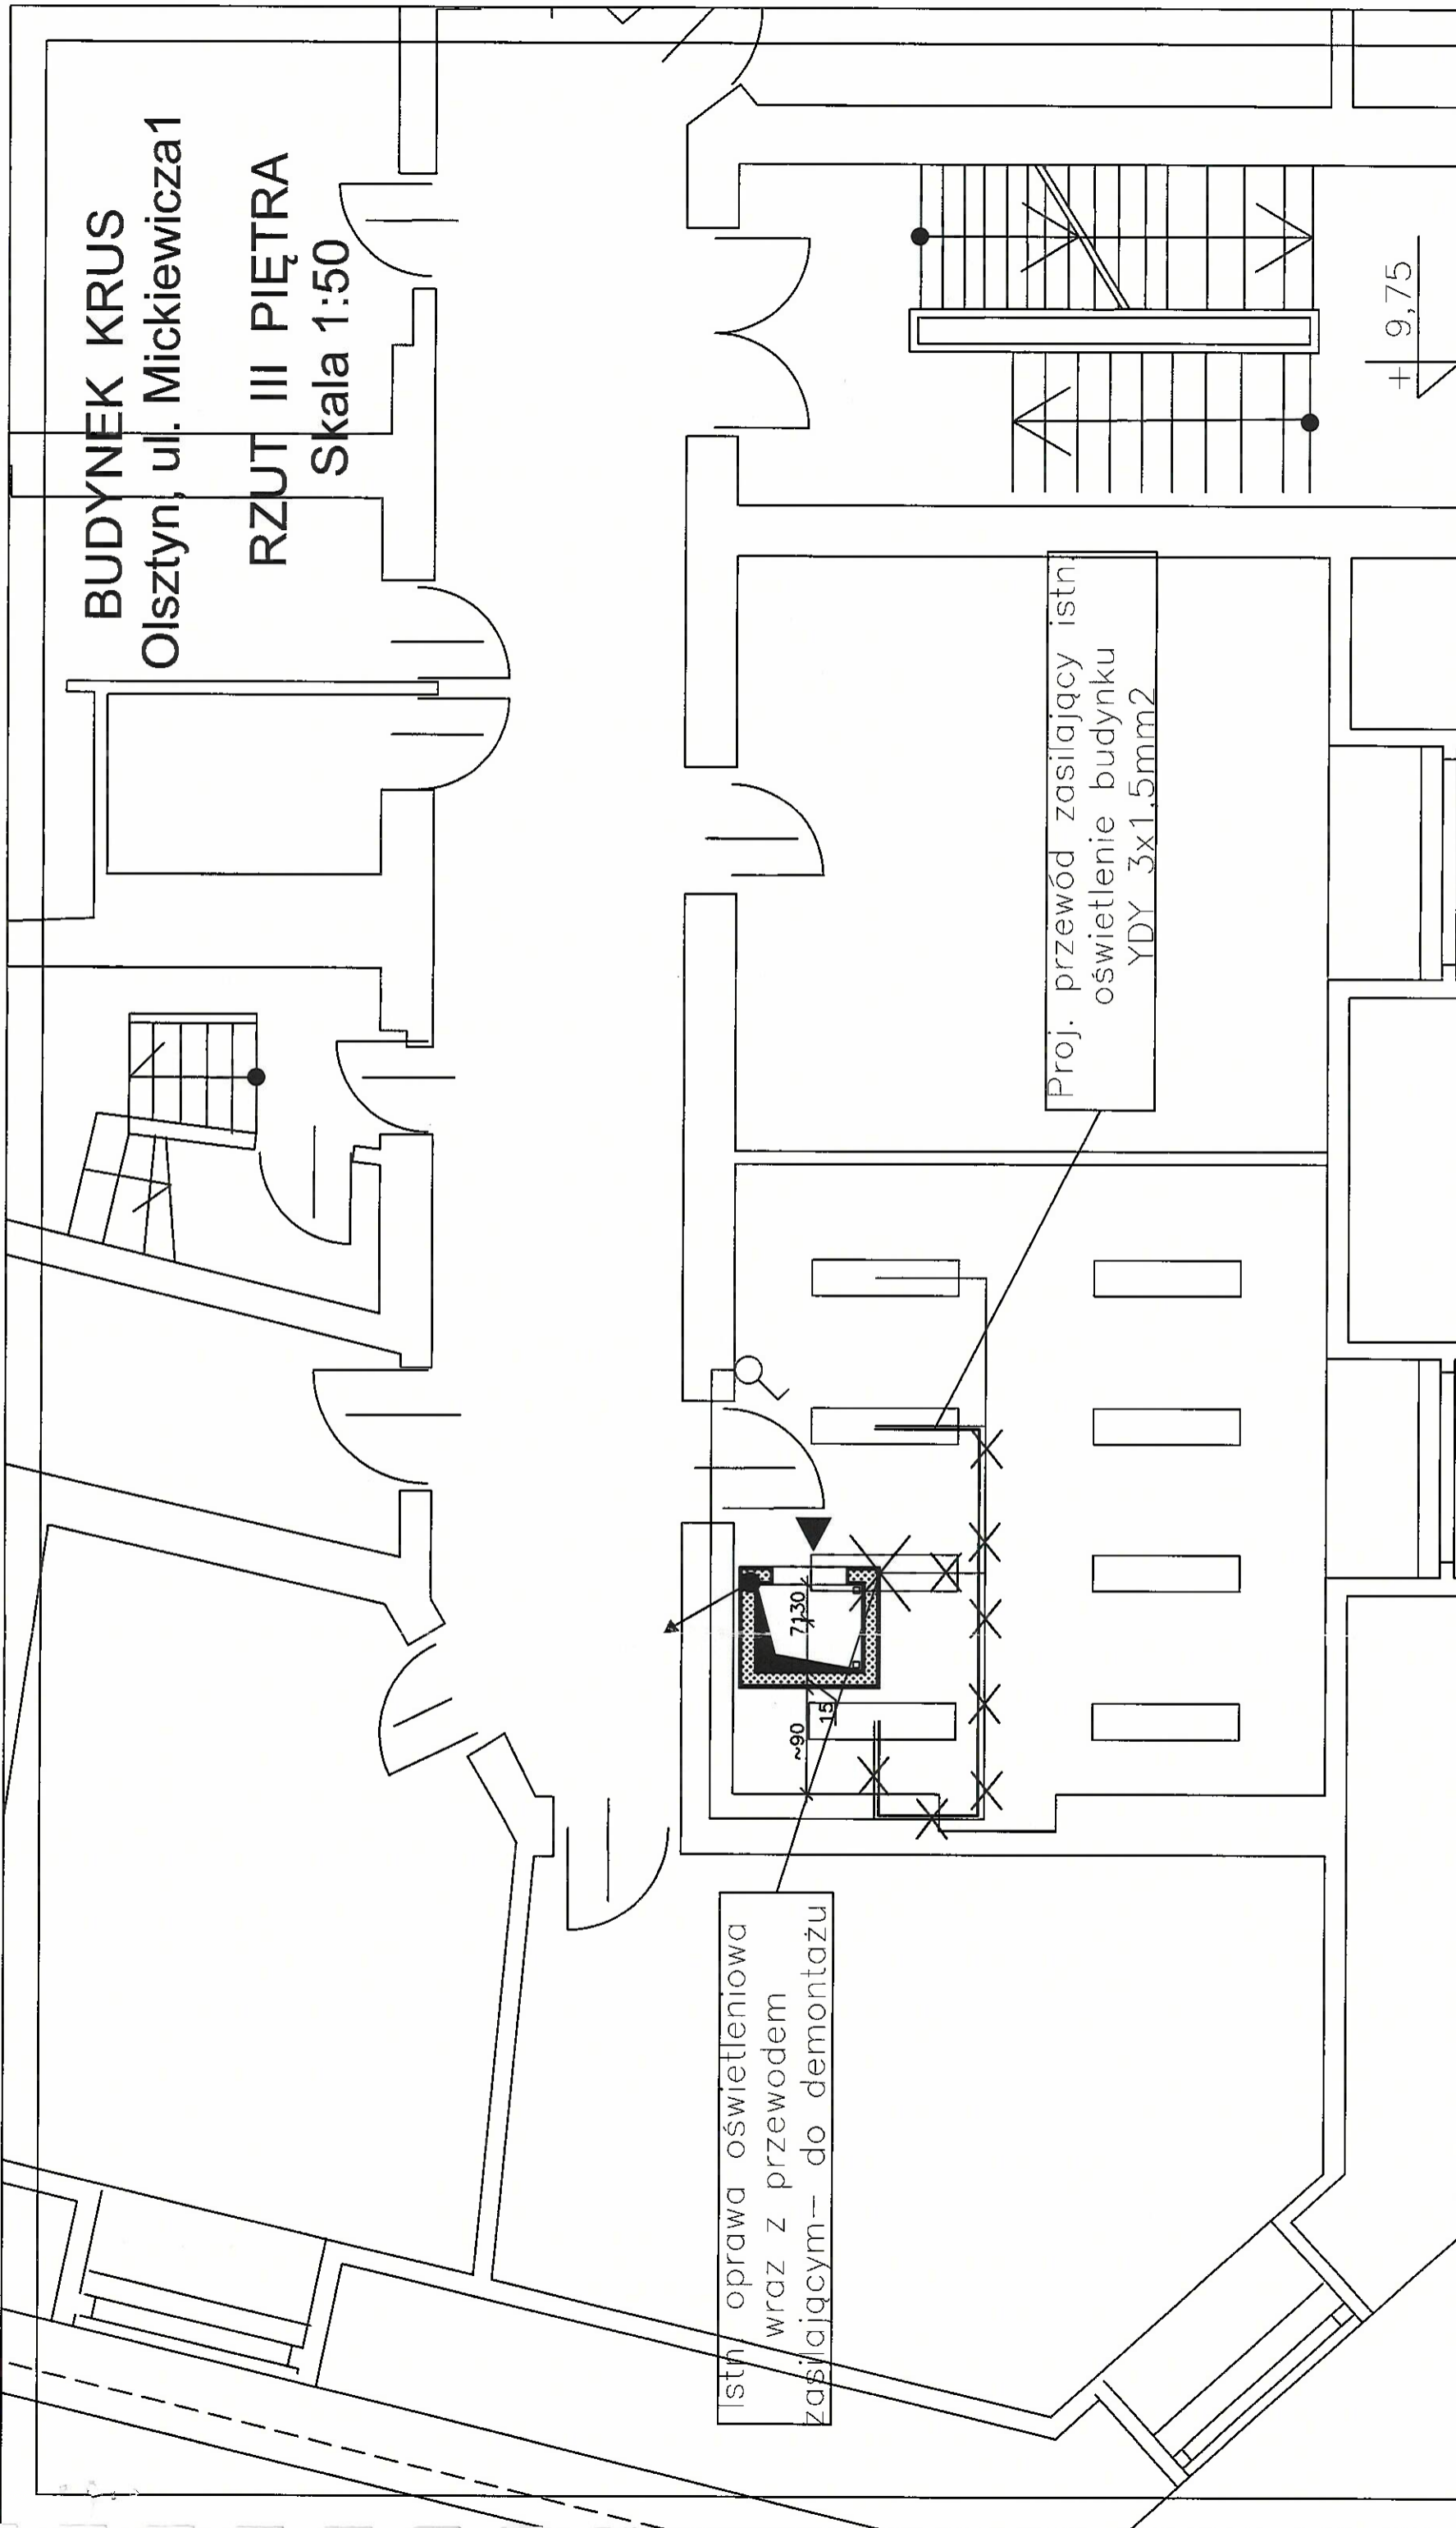 BUDYNEK KRUS
Olsztyn, ul. Mickiewicza1
RZUT III PIĘTRA
Skala 1:50
+ 9,75
Proj. przewód zasilający istn.
oświetlenie budynku
YDY 3x1,5mm2
7130
15
~90
Istn oprawa oświetleniowa
wraz z przewodem
zasilającym— do demontażu